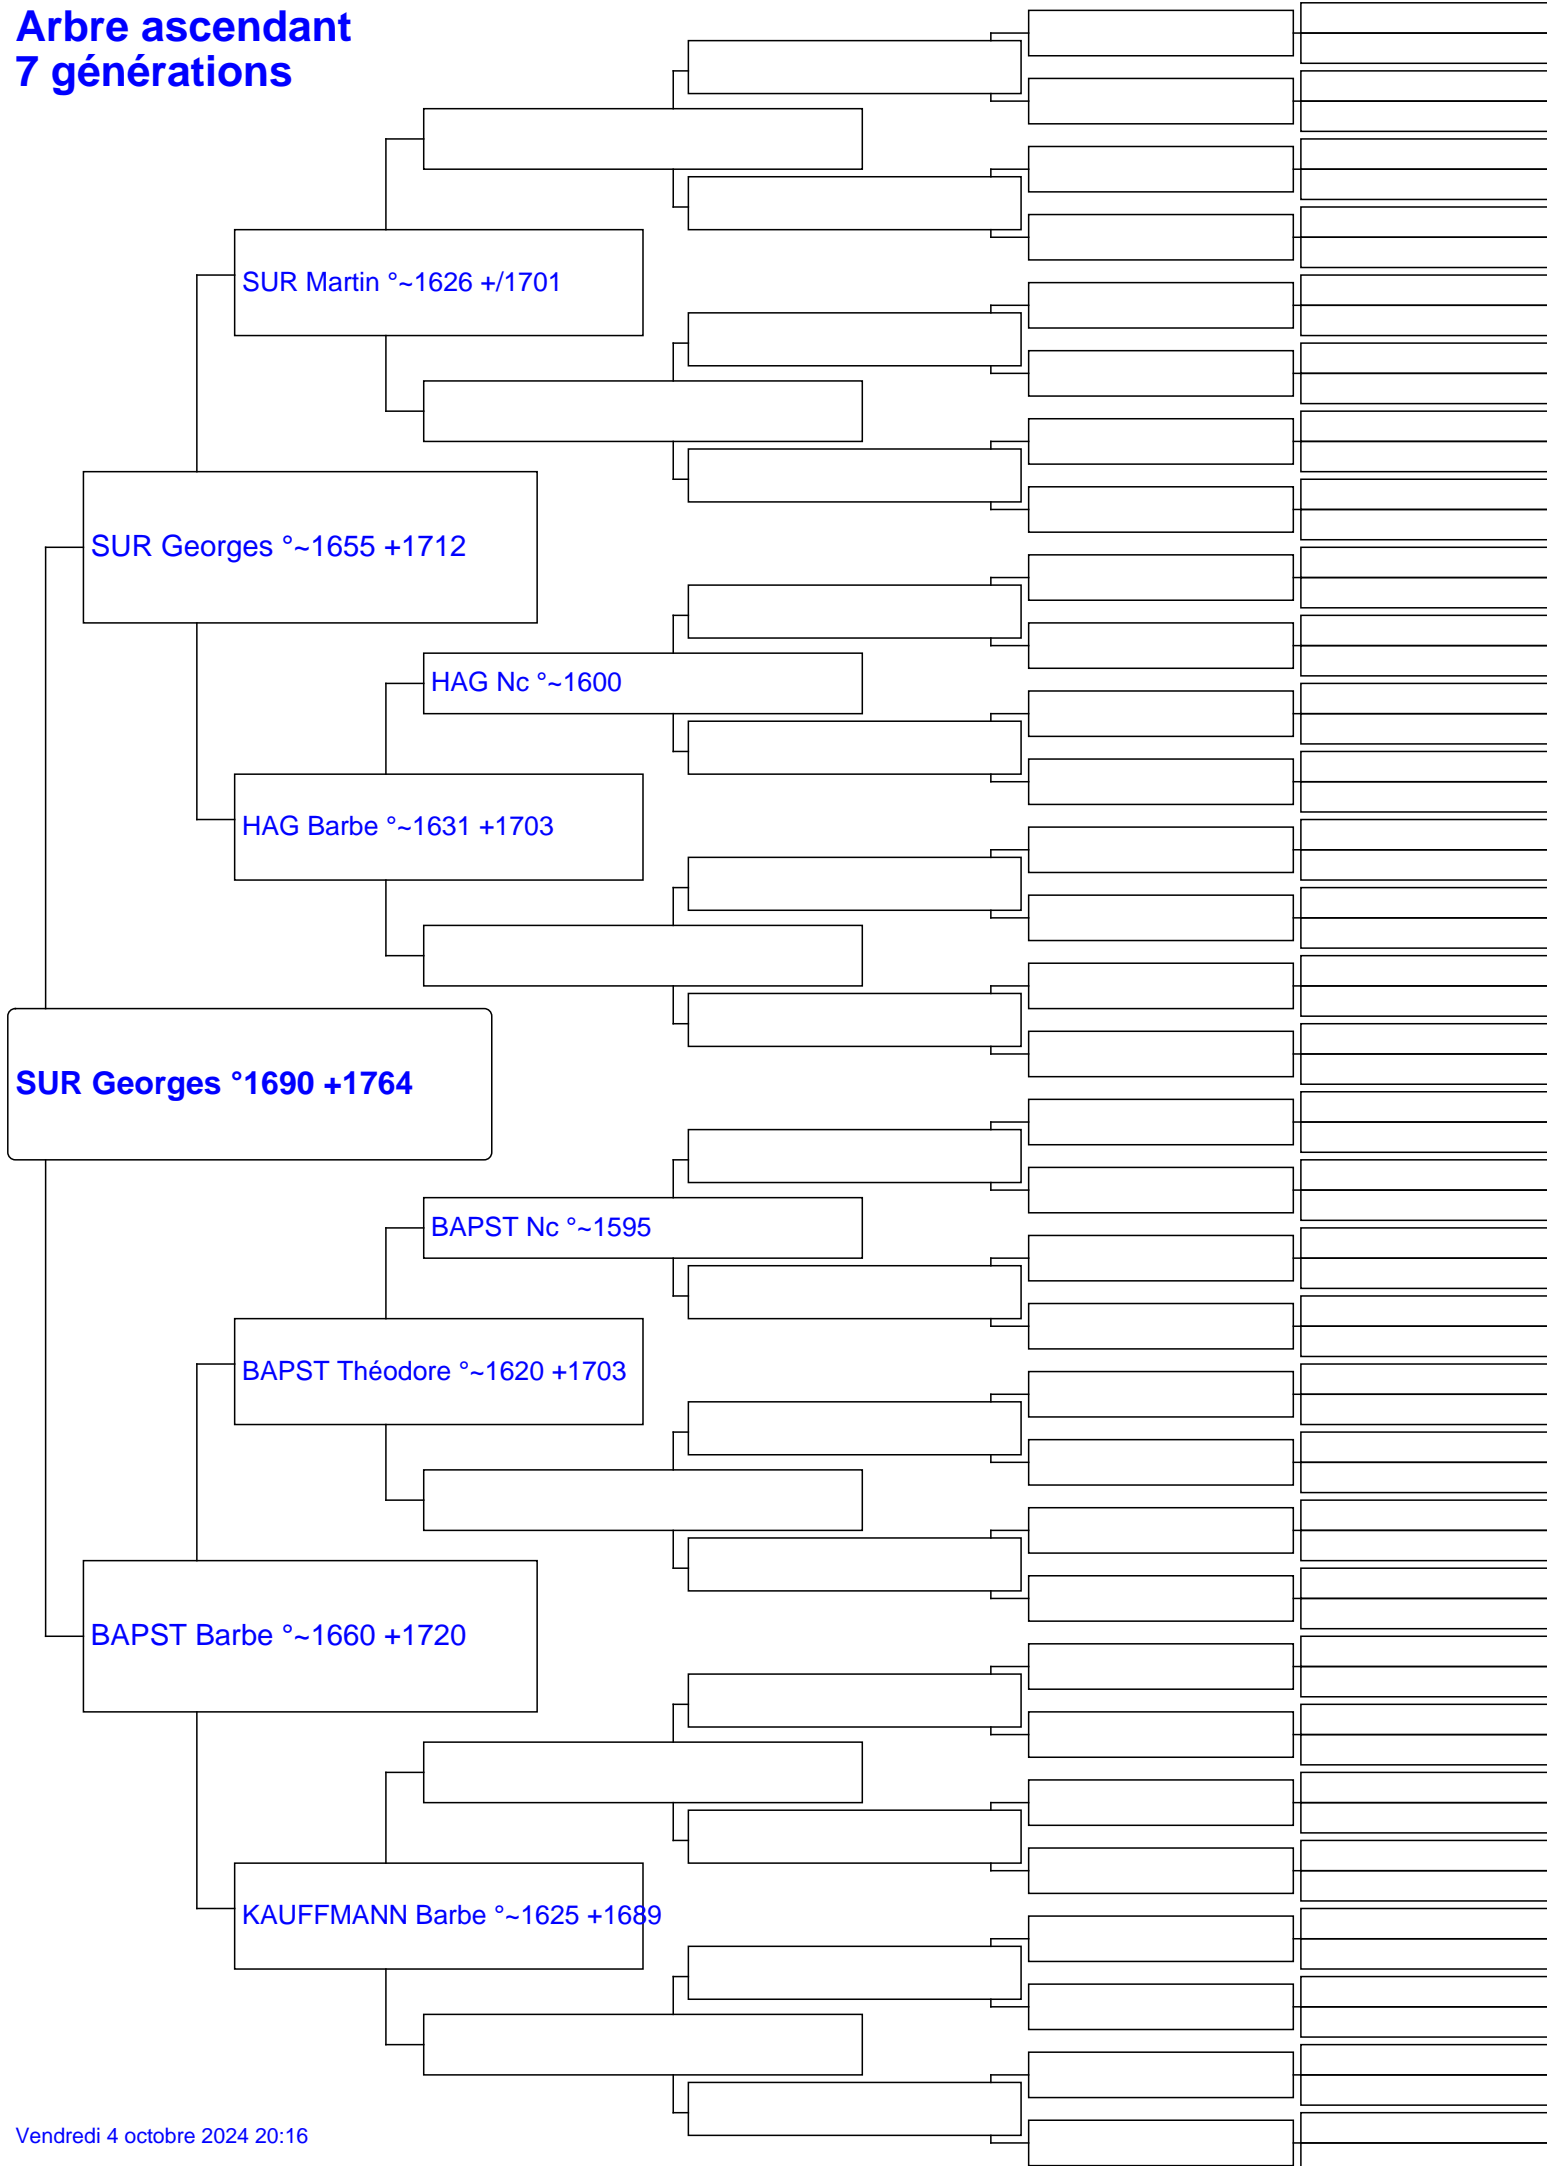 Arbre ascendant
7 générations
SUR Martin °~1626 +/1701
SUR Georges °~1655 +1712
HAG Nc °~1600
HAG Barbe °~1631 +1703
SUR Georges °1690 +1764
BAPST Nc °~1595
BAPST Théodore °~1620 +1703
BAPST Barbe °~1660 +1720
KAUFFMANN Barbe °~1625 +1689
Vendredi 4 octobre 2024 20:16